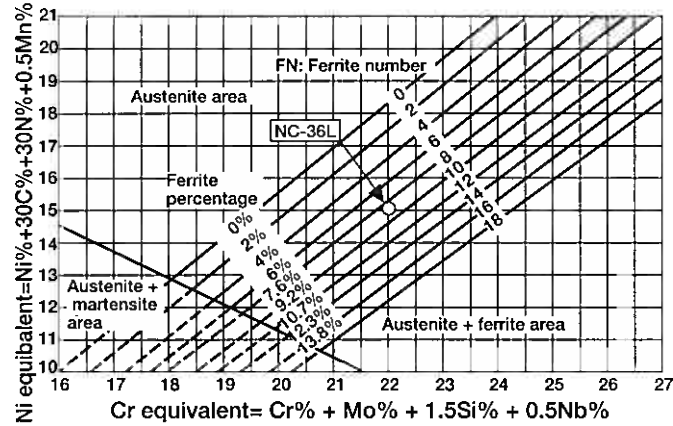 Ni equibalent=Ni%+30C%+30N%+0.5Mn%
21
20
19
18
17
16
15
14
13
12
11
10
FN: Ferrite number
Austenite area
0
2
4
6
8
10
12
14
16
18
NC-36L
Ferrite
percentage
0%
2%
4%
6%
7.6%
9.2%
10.7%
2.3%
13.8%
Austenite +
martensite
area
Austenite + ferrite area
16 17 18 19 20 21 22 23 24 25 26 27
Cr equivalent= Cr% + Mo% + 1.5Si% + 0.5Nb%